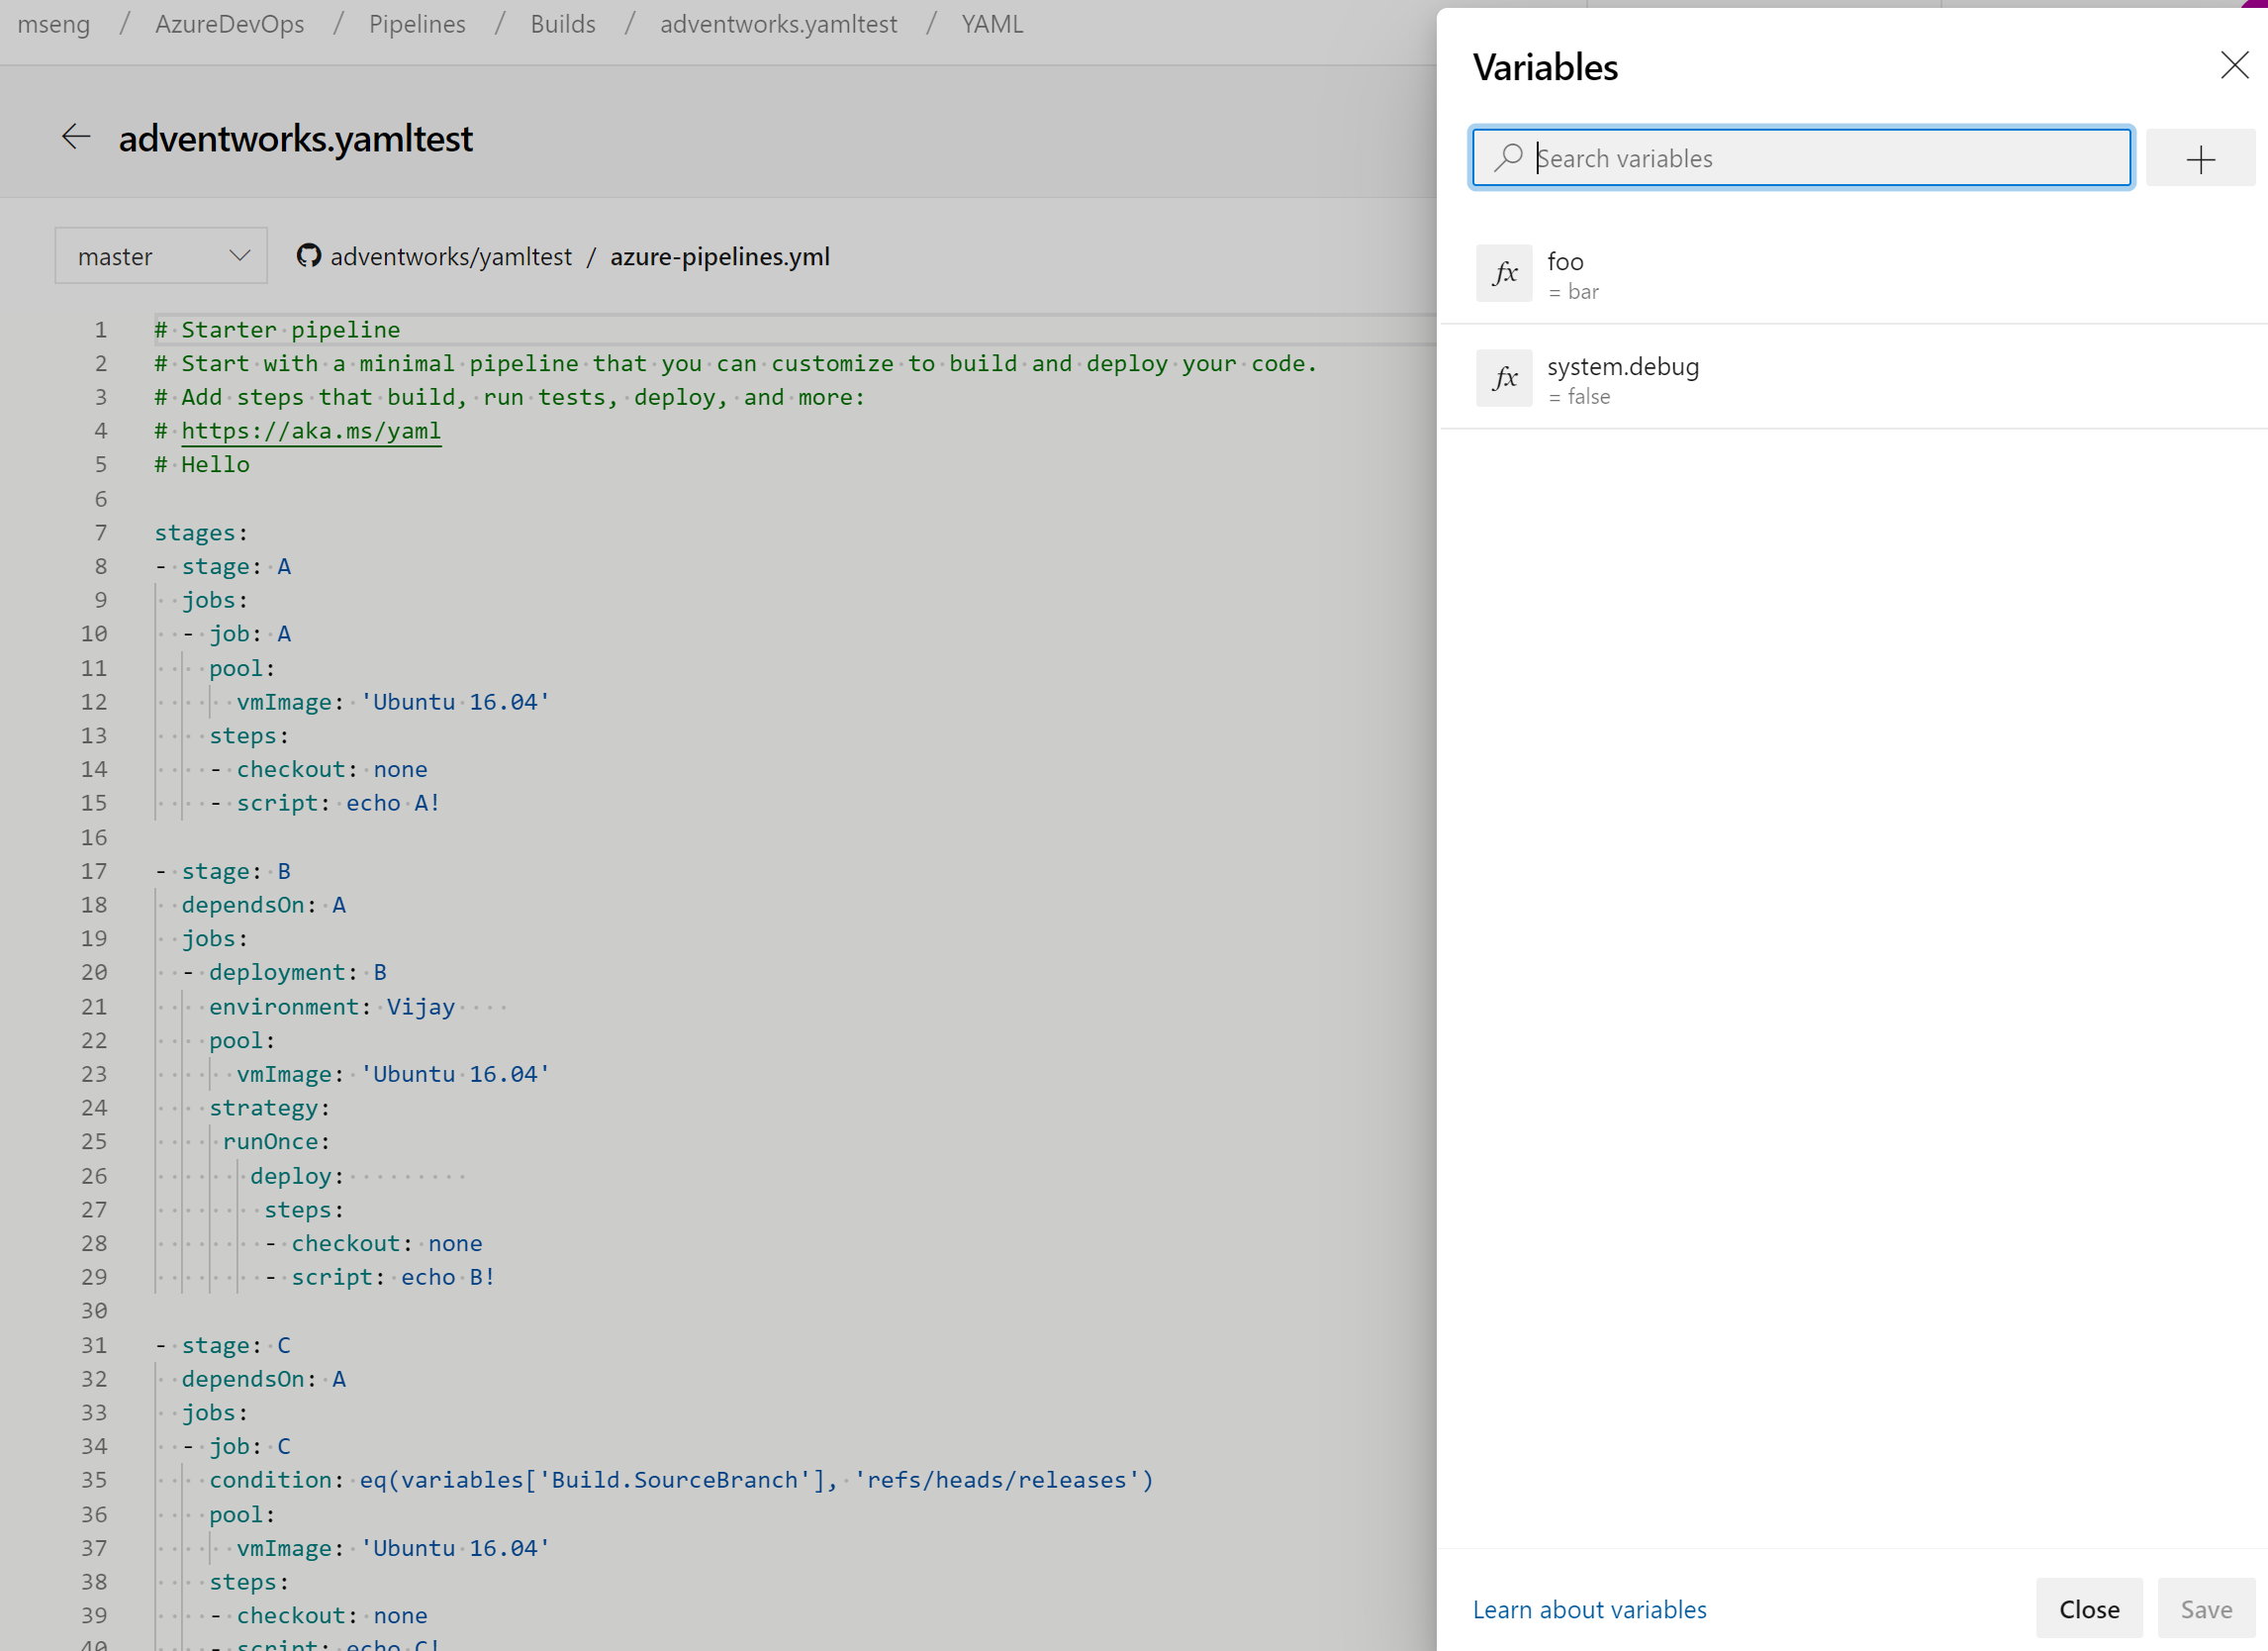 mseng / AzureDevOps / Pipelines / Builds / adventworks.yamltest / YAML
adventworks.yamltest
master
adventworks/yamltest / azure-pipelines.yml
1 # Starter pipeline
2 # Start with a minimal pipeline that you can customize to build and deploy your code.
3 # Add steps that build, run tests, deploy, and more:
4 # https://aka.ms/yaml
5 # Hello
6
7 stages:
8 - stage: A
9   jobs:
10   - job: A
11     pool:
12       vmImage: 'Ubuntu 16.04'
13     steps:
14     - checkout: none
15     - script: echo A!
16
17 - stage: B
18   dependsOn: A
19   jobs:
20   - deployment: B
21     environment: Vijay
22     pool:
23       vmImage: 'Ubuntu 16.04'
24     strategy:
25      runOnce:
26        deploy:
27         steps:
28         - checkout: none
29         - script: echo B!
30
31 - stage: C
32   dependsOn: A
33   jobs:
34   - job: C
35     condition: eq(variables['Build.SourceBranch'], 'refs/heads/releases')
36     pool:
37       vmImage: 'Ubuntu 16.04'
38     steps:
39     - checkout: none
40     - script: echo C!
Variables
Search variables
fx foo
= bar
fx system.debug
= false
Learn about variables
Close
Save